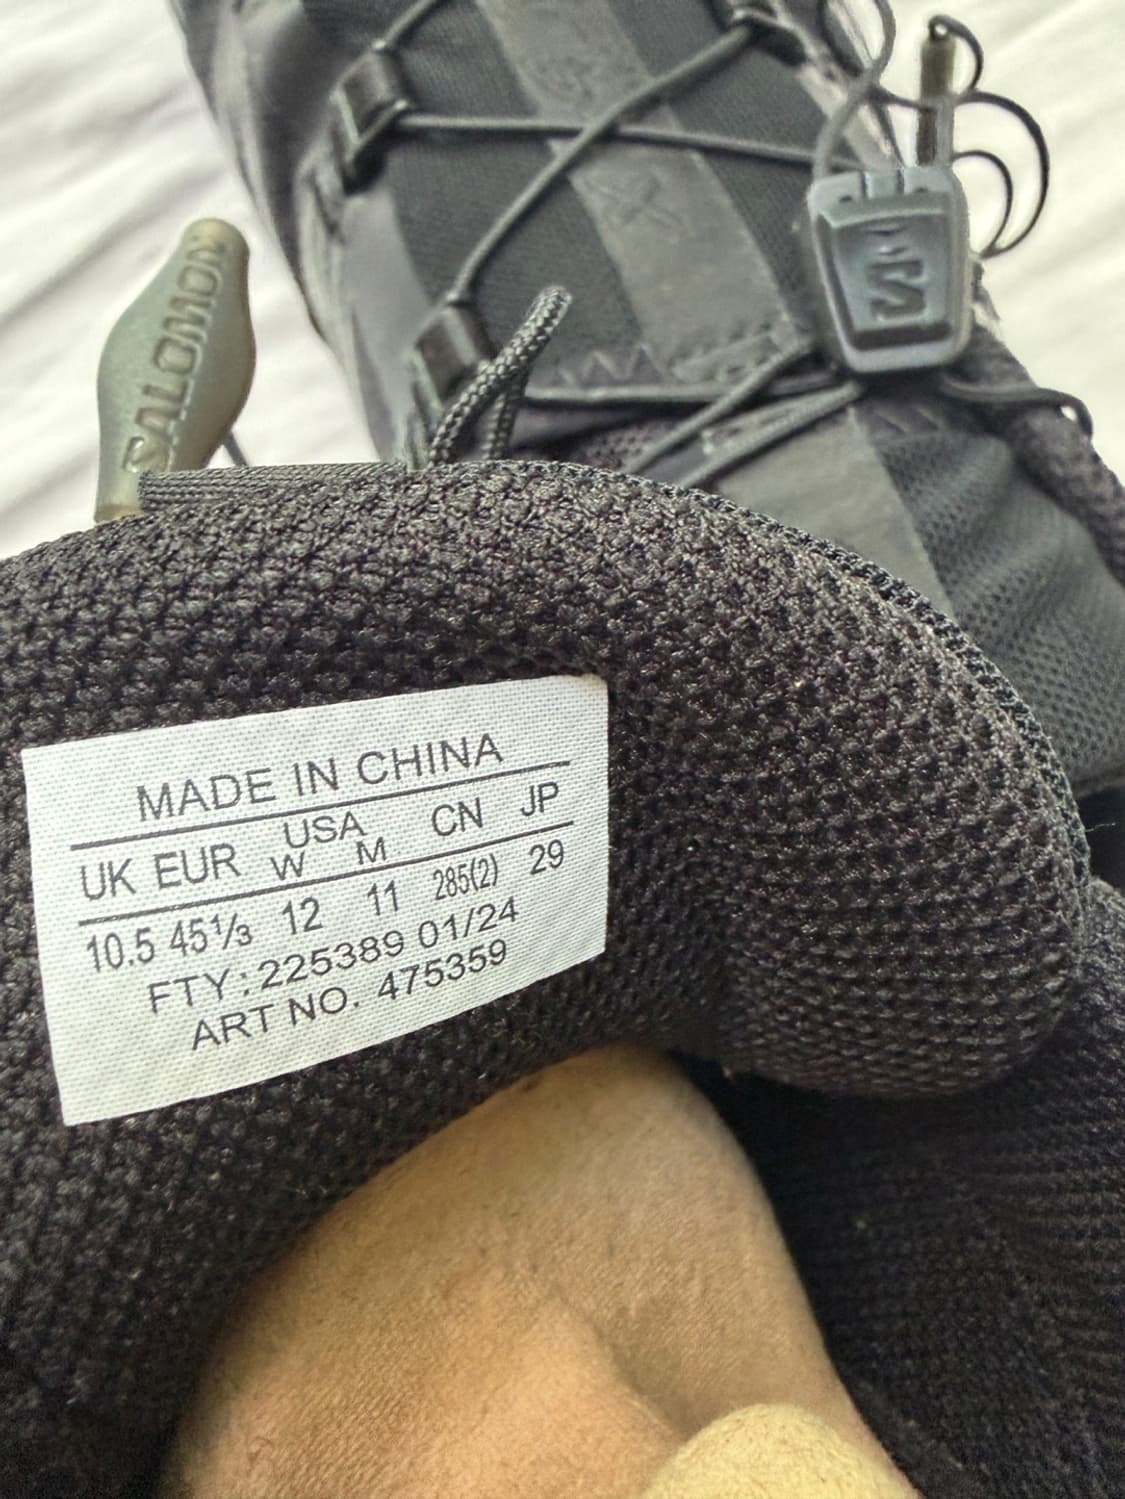 SALOMON
MADE IN CHINA
UK EUR USA CN JP
W M
10.5 45⅓ 12 11 285(2) 29
FTY: 225389 01/24
ART NO. 475359